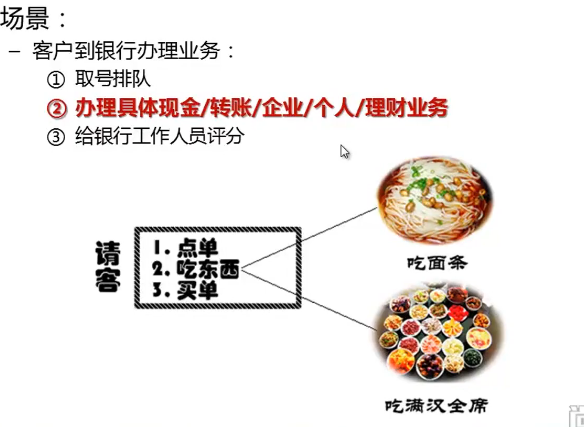 场景：
– 客户到银行办理业务：
① 取号排队
② 办理具体现金/转账/企业/个人/理财业务
③ 给银行工作人员评分
请客
1. 点单
2. 吃东西
3. 买单
吃面条
吃满汉全席